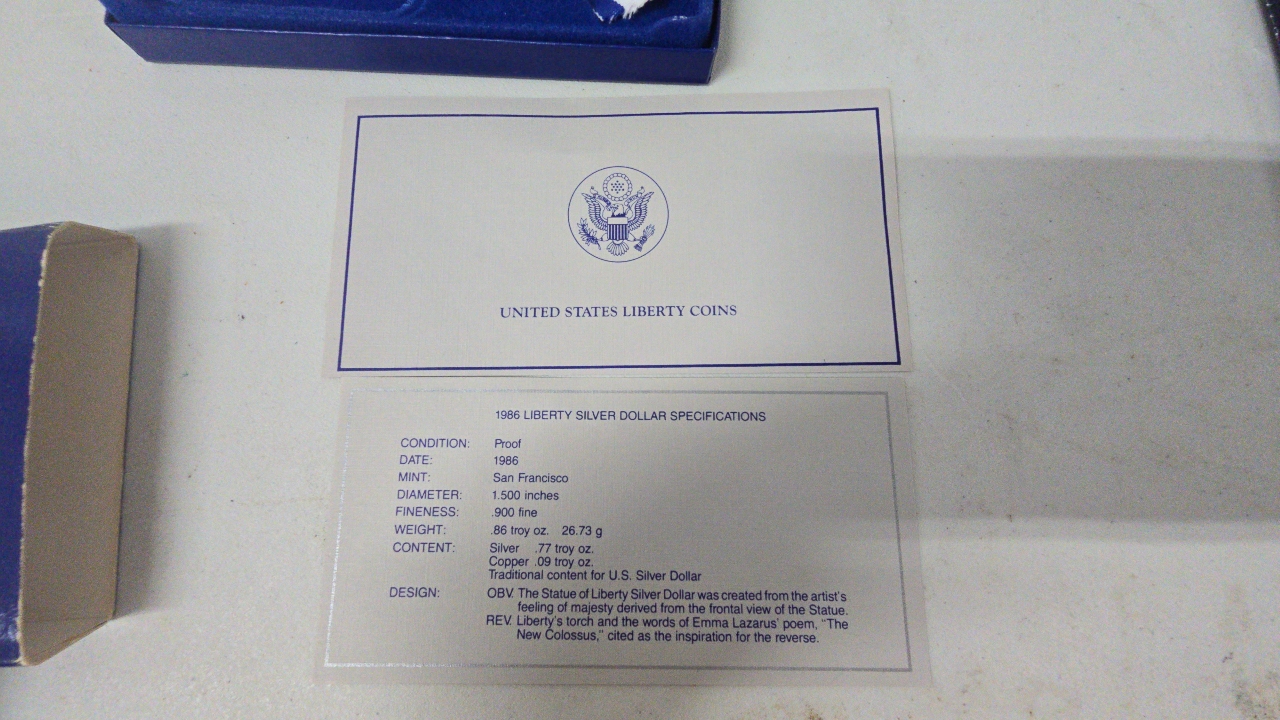 UNITED STATES LIBERTY COINS
1986 LIBERTY SILVER DOLLAR SPECIFICATIONS
CONDITION: Proof
DATE: 1986
MINT: San Francisco
DIAMETER: 1.500 inches
FINENESS: .900 fine
WEIGHT: .86 troy oz. 26.73 g
CONTENT: Silver .77 troy oz.
Copper .09 troy oz.
Traditional content for U.S. Silver Dollar
DESIGN: OBV. The Statue of Liberty Silver Dollar was created from the artist's
feeling of majesty derived from the frontal view of the Statue.
REV. Liberty's torch and the words of Emma Lazarus' poem, "The
New Colossus," cited as the inspiration for the reverse.